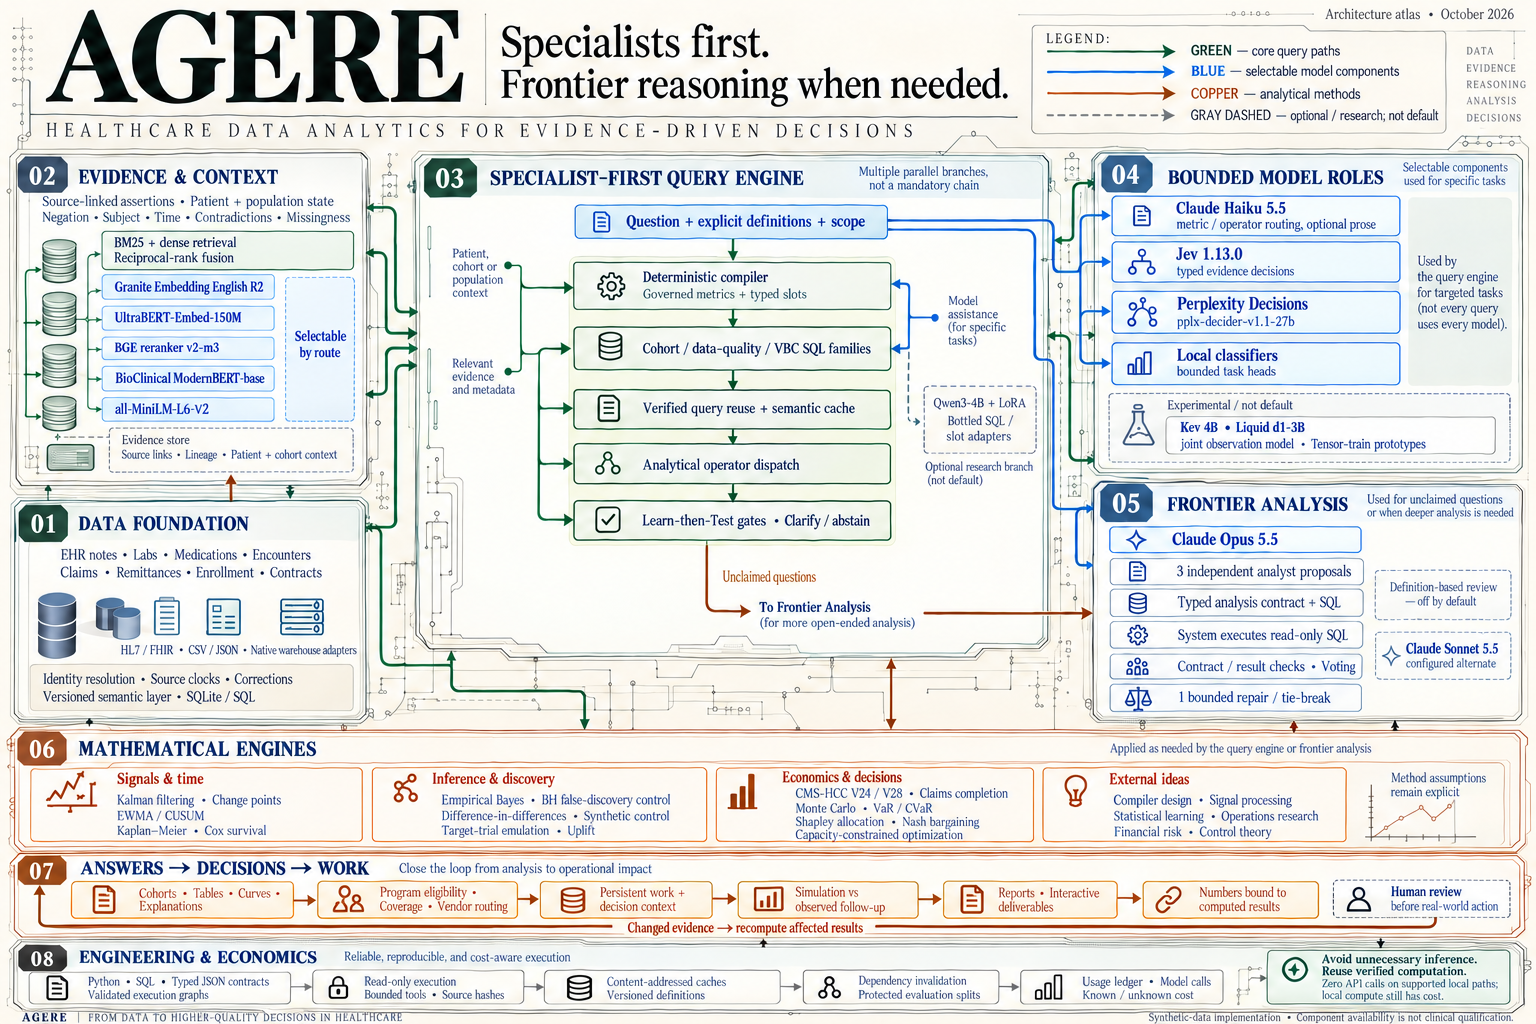 AGERE
Specialists first.
Frontier reasoning when needed.
HEALTHCARE DATA ANALYTICS FOR EVIDENCE-DRIVEN DECISIONS
Architecture atlas • October 2026
LEGEND:
GREEN — core query paths
BLUE — selectable model components
COPPER — analytical methods
GRAY DASHED — optional / research; not default
DATA
EVIDENCE
REASONING
ANALYSIS
DECISIONS
02 EVIDENCE & CONTEXT
Source-linked assertions • Patient + population state
Negation • Subject • Time • Contradictions • Missingness
BM25 + dense retrieval
Reciprocal-rank fusion
Granite Embedding English R2
UltraBERT-Embed-150M
BGE reranker v2-m3
BioClinical ModernBERT-base
all-MiniLM-L6-v2
Selectable
by route
Evidence store
Source links • Lineage • Patient + cohort context
01 DATA FOUNDATION
EHR notes • Labs • Medications • Encounters
Claims • Remittances • Enrollment • Contracts
HL7 / FHIR • CSV / JSON • Native warehouse adapters
Identity resolution • Source clocks • Corrections
Versioned semantic layer • SQLite / SQL
03 SPECIALIST-FIRST QUERY ENGINE
Multiple parallel branches,
not a mandatory chain
Question + explicit definitions + scope
Patient,
cohort or
population
context
Deterministic compiler
Governed metrics + typed slots
Model
assistance
(for specific
tasks)
Cohort / data-quality / VBC SQL families
Relevant
evidence
and metadata
Verified query reuse + semantic cache
Qwen3-4B + LoRA
Bottled SQL /
slot adapters
Optional research branch
(not default)
Analytical operator dispatch
Learn-then-Test gates • Clarify / abstain
Unclaimed questions
To Frontier Analysis
(for more open-ended analysis)
04 BOUNDED MODEL ROLES
Selectable components
used for specific tasks
Claude Haiku 5.5
metric / operator routing, optional prose
Jev 1.13.0
typed evidence decisions
Perplexity Decisions
pplx-decider-v1.1-27b
Local classifiers
bounded task heads
Used by
the query engine
for targeted tasks
(not every query
uses every model).
Experimental / not default
Kev 4B • Liquid d1-3B
joint observation model • Tensor-train prototypes
05 FRONTIER ANALYSIS
Used for unclaimed questions
or when deeper analysis is needed
Claude Opus 5.5
3 independent analyst proposals
Typed analysis contract + SQL
System executes read-only SQL
Contract / result checks • Voting
1 bounded repair / tie-break
Definition-based review
— off by default
Claude Sonnet 5.5
configured alternate
06 MATHEMATICAL ENGINES
Applied as needed by the query engine or frontier analysis
Signals & time
Kalman filtering • Change points
EWMA / CUSUM
Kaplan–Meier • Cox survival
Inference & discovery
Empirical Bayes • BH false-discovery control
Difference-in-differences • Synthetic control
Target-trial emulation • Uplift
Economics & decisions
CMS-HCC V24 / V28 • Claims completion
Monte Carlo • VaR / CVaR
Shapley allocation • Nash bargaining
Capacity-constrained optimization
External ideas
Compiler design • Signal processing
Statistical learning • Operations research
Financial risk • Control theory
Method assumptions
remain explicit
07 ANSWERS → DECISIONS → WORK
Close the loop from analysis to operational impact
Cohorts • Tables • Curves •
Explanations
Program eligibility •
Coverage • Vendor routing
Persistent work +
decision context
Simulation vs
observed follow-up
Reports • Interactive
deliverables
Numbers bound to
computed results
Human review
before real-world action
Changed evidence → recompute affected results
08 ENGINEERING & ECONOMICS
Reliable, reproducible, and cost-aware execution
Python • SQL • Typed JSON contracts
Validated execution graphs
Read-only execution
Bounded tools • Source hashes
Content-addressed caches
Versioned definitions
Dependency invalidation
Protected evaluation splits
Usage ledger • Model calls
Known / unknown cost
Avoid unnecessary inference.
Reuse verified computation.
Zero API calls on supported local paths;
local compute still has cost.
AGERE | FROM DATA TO HIGHER-QUALITY DECISIONS IN HEALTHCARE
Synthetic-data implementation • Component availability is not clinical qualification.